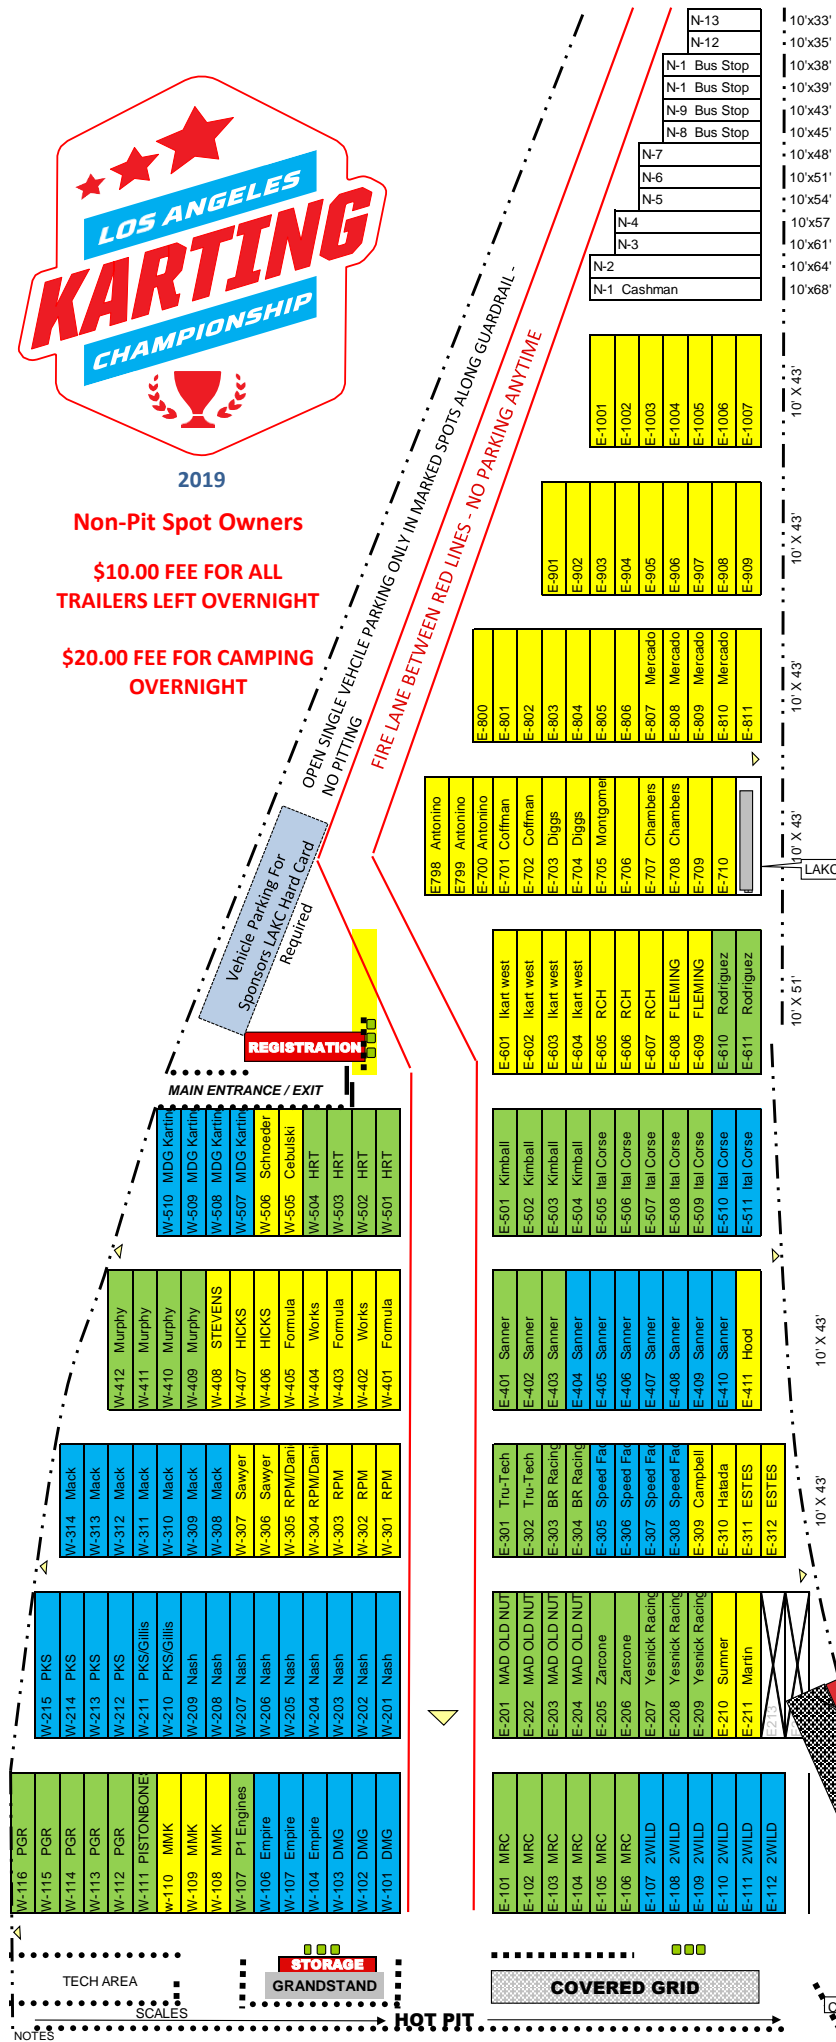 N-13 10'x33'
N-12 10'x35'
N-1 Bus Stop 10'x38'
N-1 Bus Stop 10'x39'
N-9 Bus Stop 10'x43'
N-8 Bus Stop 10'x45'
N-7 10'x48'
N-6 10'x51'
N-5 10'x54'
N-4 10'x57
N-3 10'x61'
N-2 10'x64'
N-1 Cashman 10'x68'
LOS ANGELES
KARTING
CHAMPIONSHIP
2019
Non-Pit Spot Owners
$10.00 FEE FOR ALL
TRAILERS LEFT OVERNIGHT
$20.00 FEE FOR CAMPING
OVERNIGHT
OPEN SINGLE VEHCILE PARKING ONLY IN MARKED SPOTS ALONG GUARDRAIL -
NO PITTING
FIRE LANE BETWEEN RED LINES - NO PARKING ANYTIME
E-1001
E-1002
E-1003
E-1004
E-1005
E-1006
E-1007
10' X 43'
E-901
E-902
E-903
E-904
E-905
E-906
E-907
E-908
E-909
10' X 43'
E-800
E-801
E-802
E-803
E-804
E-805
E-806
E-807 Mercado
E-808 Mercado
E-809 Mercado
E-810 Mercado
E-811
10' X 43'
E798 Antonino
E799 Antonino
E-700 Antonino
E-701 Coffman
E-702 Coffman
E-703 Diggs
E-704 Diggs
E-705 Montgomer
E-706
E-707 Chambers
E-708 Chambers
E-709
E-710
10' X 43'
LAKC
Vehicle Parking For
Sponsors LAKC Hard Card
Required
E-601 Ikart west
E-602 Ikart west
E-603 Ikart west
E-604 Ikart west
E-605 RCH
E-606 RCH
E-607 RCH
E-608 FLEMING
E-609 FLEMING
E-610 Rodriguez
E-611 Rodriguez
10' X 51'
REGISTRATION
MAIN ENTRANCE / EXIT
W-510 MDG Karting
W-509 MDG Karting
W-508 MDG Karting
W-507 MDG Karting
W-506 Schroeder
W-505 Cebulski
W-504 HRT
W-503 HRT
W-502 HRT
W-501 HRT
E-501 Kimball
E-502 Kimball
E-503 Kimball
E-504 Kimball
E-505 Ital Corse
E-506 Ital Corse
E-507 Ital Corse
E-508 Ital Corse
E-509 Ital Corse
E-510 Ital Corse
E-511 Ital Corse
W-412 Murphy
W-411 Murphy
W-410 Murphy
W-409 Murphy
W-408 STEVENS
W-407 HICKS
W-406 HICKS
W-405 Formula
W-404 Works
W-403 Formula
W-402 Works
W-401 Formula
E-401 Sanner
E-402 Sanner
E-403 Sanner
E-404 Sanner
E-405 Sanner
E-406 Sanner
E-407 Sanner
E-408 Sanner
E-409 Sanner
E-410 Sanner
E-411 Hood
10' X 43'
W-314 Mack
W-313 Mack
W-312 Mack
W-311 Mack
W-310 Mack
W-309 Mack
W-308 Mack
W-307 Sawyer
W-306 Sawyer
W-305 RPM/Dani
W-304 RPM/Dani
W-303 RPM
W-302 RPM
W-301 RPM
E-301 Tru-Tech
E-302 Tru-Tech
E-303 BR Racing
E-304 BR Racing
E-305 Speed Fac
E-306 Speed Fac
E-307 Speed Fac
E-308 Speed Fac
E-309 Campbell
E-310 Hatada
E-311 ESTES
E-312 ESTES
10' X 43'
W-215 PKS
W-214 PKS
W-213 PKS
W-212 PKS
W-211 PKS/Gillis
W-210 PKS/Gillis
W-209 Nash
W-208 Nash
W-207 Nash
W-206 Nash
W-205 Nash
W-204 Nash
W-203 Nash
W-202 Nash
W-201 Nash
E-201 MAD OLD NUT
E-202 MAD OLD NUT
E-203 MAD OLD NUT
E-204 MAD OLD NUT
E-205 Zarcone
E-206 Zarcone
E-207 Yesnick Racing
E-208 Yesnick Racing
E-209 Yesnick Racing
E-210 Sumner
E-211 Martin
E213
W-116 PGR
W-115 PGR
W-114 PGR
W-113 PGR
W-112 PGR
W-111 PISTONBONES
w-110 MMK
W-109 MMK
W-108 MMK
W-107 P1 Engines
W-106 Empire
W-107 Empire
W-104 Empire
W-103 DMG
W-102 DMG
W-101 DMG
E-101 MRC
E-102 MRC
E-103 MRC
E-104 MRC
E-105 MRC
E-106 MRC
E-107 2WILD
E-108 2WILD
E-109 2WILD
E-110 2WILD
E-111 2WILD
E-112 2WILD
TECH AREA
STORAGE
GRANDSTAND
COVERED GRID
SCALES
HOT PIT
NOTES